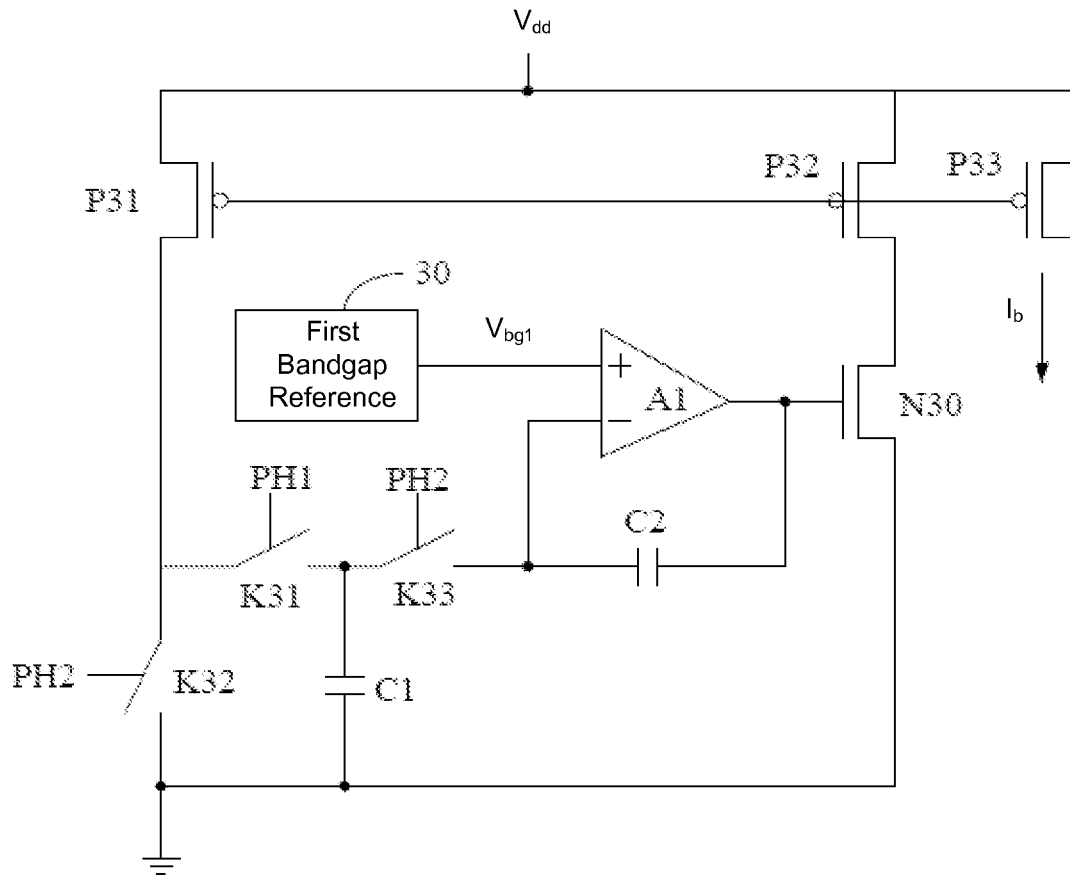 Vdd
P31
P32
P33
30
First
Bandgap
Reference
Vbg1
+
A1
−
Ib
N30
PH1
PH2
C2
K31
K33
PH2
K32
C1